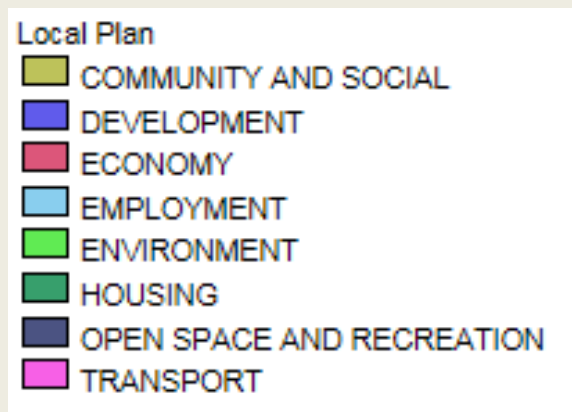 Local Plan
COMMUNITY AND SOCIAL
DEVELOPMENT
ECONOMY
EMPLOYMENT
ENVIRONMENT
HOUSING
OPEN SPACE AND RECREATION
TRANSPORT